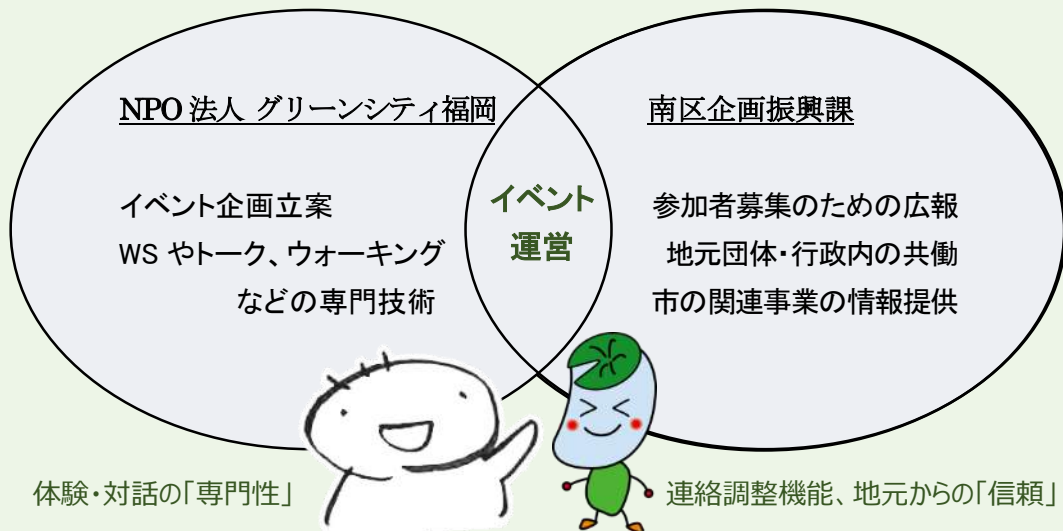 NPO 法人 グリーンシティ福岡
イベント企画立案
WS やトーク、ウォーキング
などの専門技術
イベント
運営
南区企画振興課
参加者募集のための広報
地元団体・行政内の共働
市の関連事業の情報提供
体験・対話の「専門性」
連絡調整機能、地元からの「信頼」